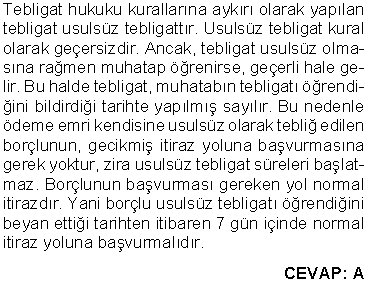 Tebligat hukuku kurallarına aykırı olarak yapılan
tebligat usulsüz tebligattır. Usulsüz tebligat kural
olarak geçersizdir. Ancak, tebligat usulsüz olma-
sına rağmen muhatap öğrenirse, geçerli hale ge-
lir. Bu halde tebligat, muhatabın tebligatı öğrendi-
ğini bildirdiği tarihte yapılmış sayılır. Bu nedenle
ödeme emri kendisine usulsüz olarak tebliğ edilen
borçlunun, gecikmiş itiraz yoluna başvurmasına
gerek yoktur, zira usulsüz tebligat süreleri başlat-
maz. Borçlunun başvurması gereken yol normal
itirazdır. Yani borçlu usulsüz tebligatı öğrendiğini
beyan ettiği tarihten itibaren 7 gün içinde normal
itiraz yoluna başvurmalıdır.
CEVAP: A